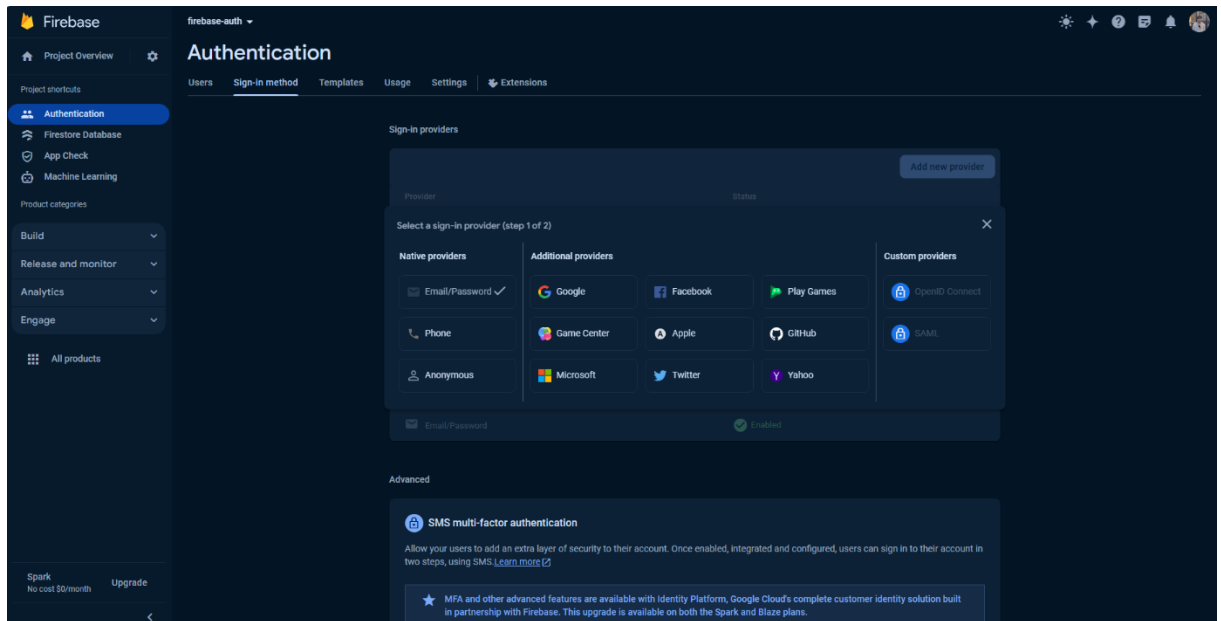 Firebase
Project Overview
Project shortcuts
Authentication
Firestore Database
App Check
Machine Learning
Product categories
Build
Release and monitor
Analytics
Engage
All products
Spark
No cost $0/month
Upgrade
firebase-auth
Authentication
Users Sign-in method Templates Usage Settings Extensions
Sign-in providers
Add new provider
Provider Status
Select a sign-in provider (step 1 of 2)
Native providers
Email/Password
Phone
Anonymous
Additional providers
Google Facebook Play Games
Game Center Apple GitHub
Microsoft Twitter Yahoo
Custom providers
OpenID Connect
SAML
Email/Password Enabled
Advanced
SMS multi-factor authentication
Allow your users to add an extra layer of security to their account. Once enabled, integrated and configured, users can sign in to their account in
two steps, using SMS.Learn more
MFA and other advanced features are available with Identity Platform, Google Cloud's complete customer identity solution built
in partnership with Firebase. This upgrade is available on both the Spark and Blaze plans.